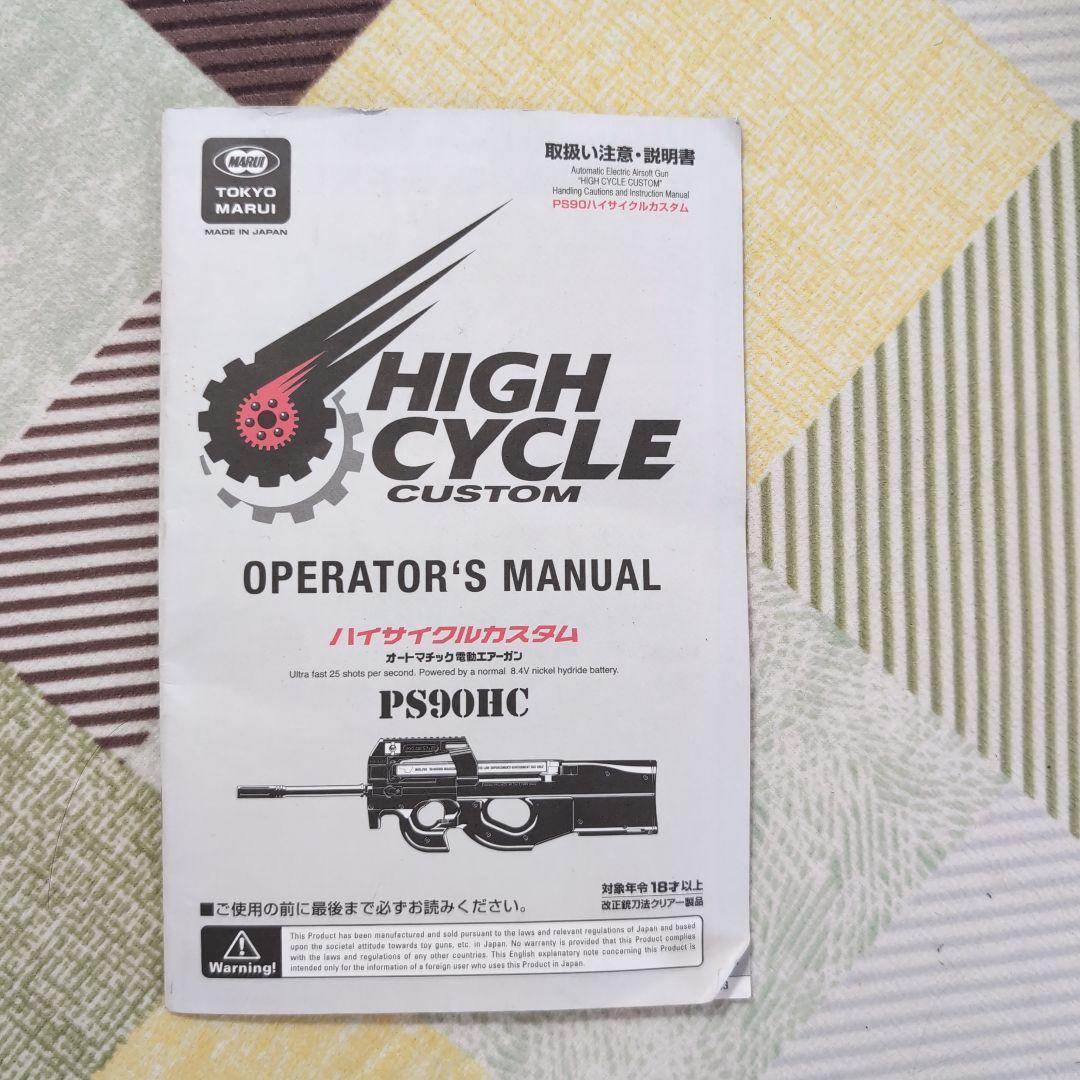 MARUI
TOKYO
MARUI
MADE IN JAPAN
取扱い注意・説明書
Automatic Electric Airsoft Gun
"HIGH CYCLE CUSTOM"
Handling Cautions and Instruction Manual
PS90ハイサイクルカスタム
HIGH
CYCLE
CUSTOM
OPERATOR‘S MANUAL
ハイサイクルカスタム
オートマチック電動エアーガン
Ultra fast 25 shots per second. Powered by a normal 8.4V nickel hydride battery.
PS90HC
対象年令18才以上
改正銃刀法クリアー製品
■ご使用の前に最後まで必ずお読みください。
Warning!
This Product has been manufactured and sold pursuant to the laws and relevant regulations of Japan and based
upon the societal attitude towards toy guns, etc. in Japan. No warranty is provided that this Product complies
with the laws and regulations of any other countries. This English explanatory note concerning this Product is
intended only for the information of a foreign user who uses this Product in Japan.